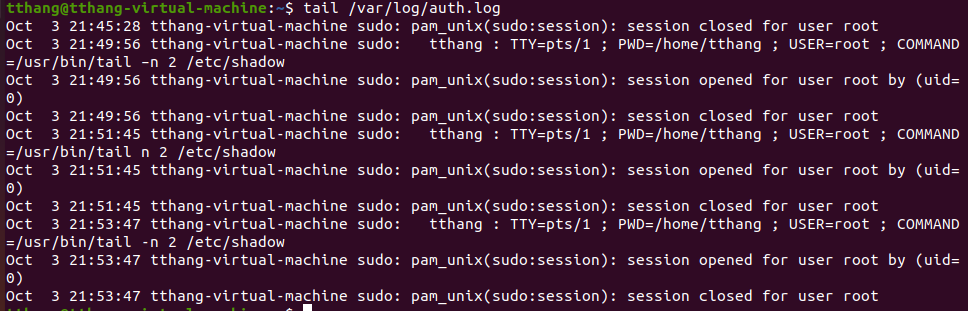 tthang@tthang-virtual-machine:~$ tail /var/log/auth.log
Oct  3 21:45:28 tthang-virtual-machine sudo: pam_unix(sudo:session): session closed for user root
Oct  3 21:49:56 tthang-virtual-machine sudo:   tthang : TTY=pts/1 ; PWD=/home/tthang ; USER=root ; COMMAND
=/usr/bin/tail –n 2 /etc/shadow
Oct  3 21:49:56 tthang-virtual-machine sudo: pam_unix(sudo:session): session opened for user root by (uid=
0)
Oct  3 21:49:56 tthang-virtual-machine sudo: pam_unix(sudo:session): session closed for user root
Oct  3 21:51:45 tthang-virtual-machine sudo:   tthang : TTY=pts/1 ; PWD=/home/tthang ; USER=root ; COMMAND
=/usr/bin/tail n 2 /etc/shadow
Oct  3 21:51:45 tthang-virtual-machine sudo: pam_unix(sudo:session): session opened for user root by (uid=
0)
Oct  3 21:51:45 tthang-virtual-machine sudo: pam_unix(sudo:session): session closed for user root
Oct  3 21:53:47 tthang-virtual-machine sudo:   tthang : TTY=pts/1 ; PWD=/home/tthang ; USER=root ; COMMAND
=/usr/bin/tail -n 2 /etc/shadow
Oct  3 21:53:47 tthang-virtual-machine sudo: pam_unix(sudo:session): session opened for user root by (uid=
0)
Oct  3 21:53:47 tthang-virtual-machine sudo: pam_unix(sudo:session): session closed for user root